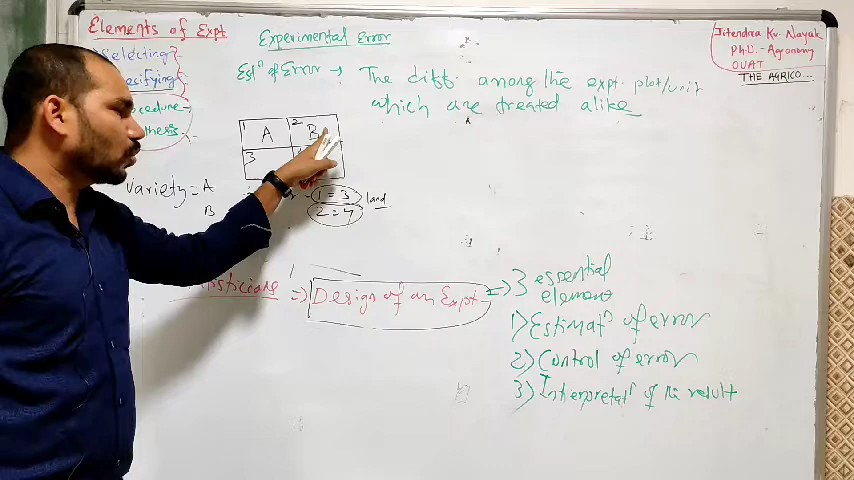 Elements of Expt
Selecting
Specifying
Procedure
thesis
Experimental Error
Estⁿ of Error → The diff. among the expt. plot/unit
which are treated alike
1 A 2 B
3
Variety = A
B
1 = 3
2 = 4
land
⇒ Design of an Expt. ⇒ 3 essential
element
1) Estimatⁿ of error
2) Control of error
3) Interpretatⁿ of the result
Jitendra Ku. Nayak
Ph.D. - Agronomy
OUAT
THE AGRICO...